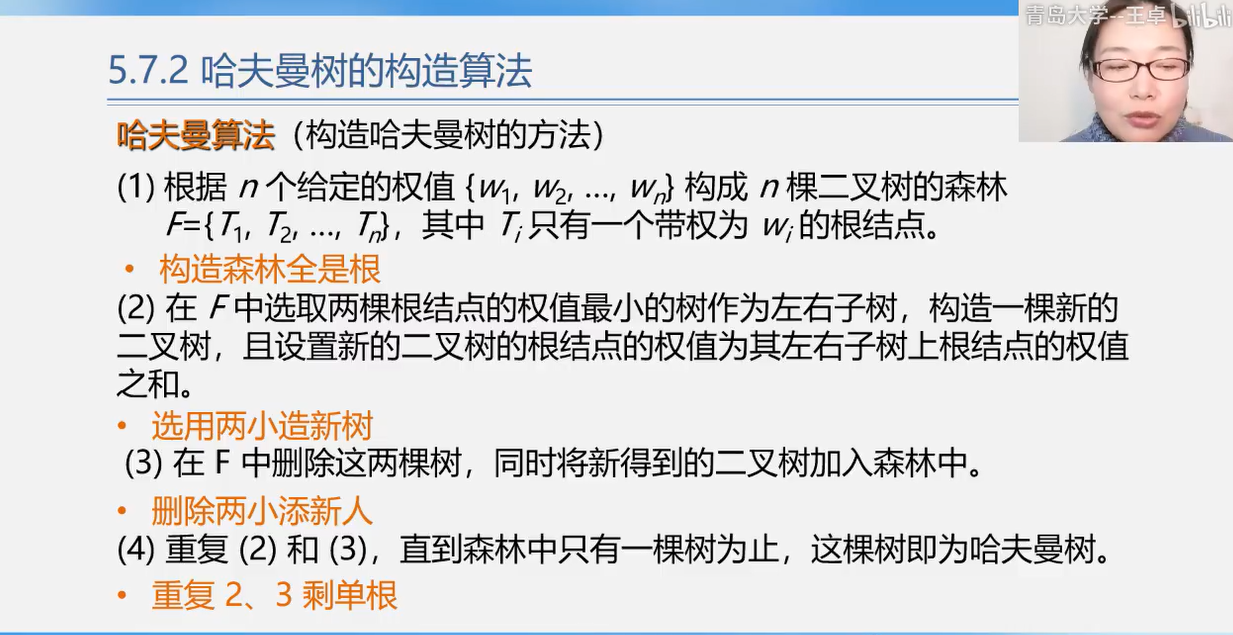 青岛大学--王卓 bilibili
5.7.2 哈夫曼树的构造算法
哈夫曼算法（构造哈夫曼树的方法）
(1) 根据 n 个给定的权值 {w1, w2, ..., wn} 构成 n 棵二叉树的森林
F={T1, T2, ..., Tn}，其中 Ti 只有一个带权为 wi 的根结点。
• 构造森林全是根
(2) 在 F 中选取两棵根结点的权值最小的树作为左右子树，构造一棵新的
二叉树，且设置新的二叉树的根结点的权值为其左右子树上根结点的权值
之和。
• 选用两小造新树
(3) 在 F 中删除这两棵树，同时将新得到的二叉树加入森林中。
• 删除两小添新人
(4) 重复 (2) 和 (3)，直到森林中只有一棵树为止，这棵树即为哈夫曼树。
• 重复 2、3 剩单根